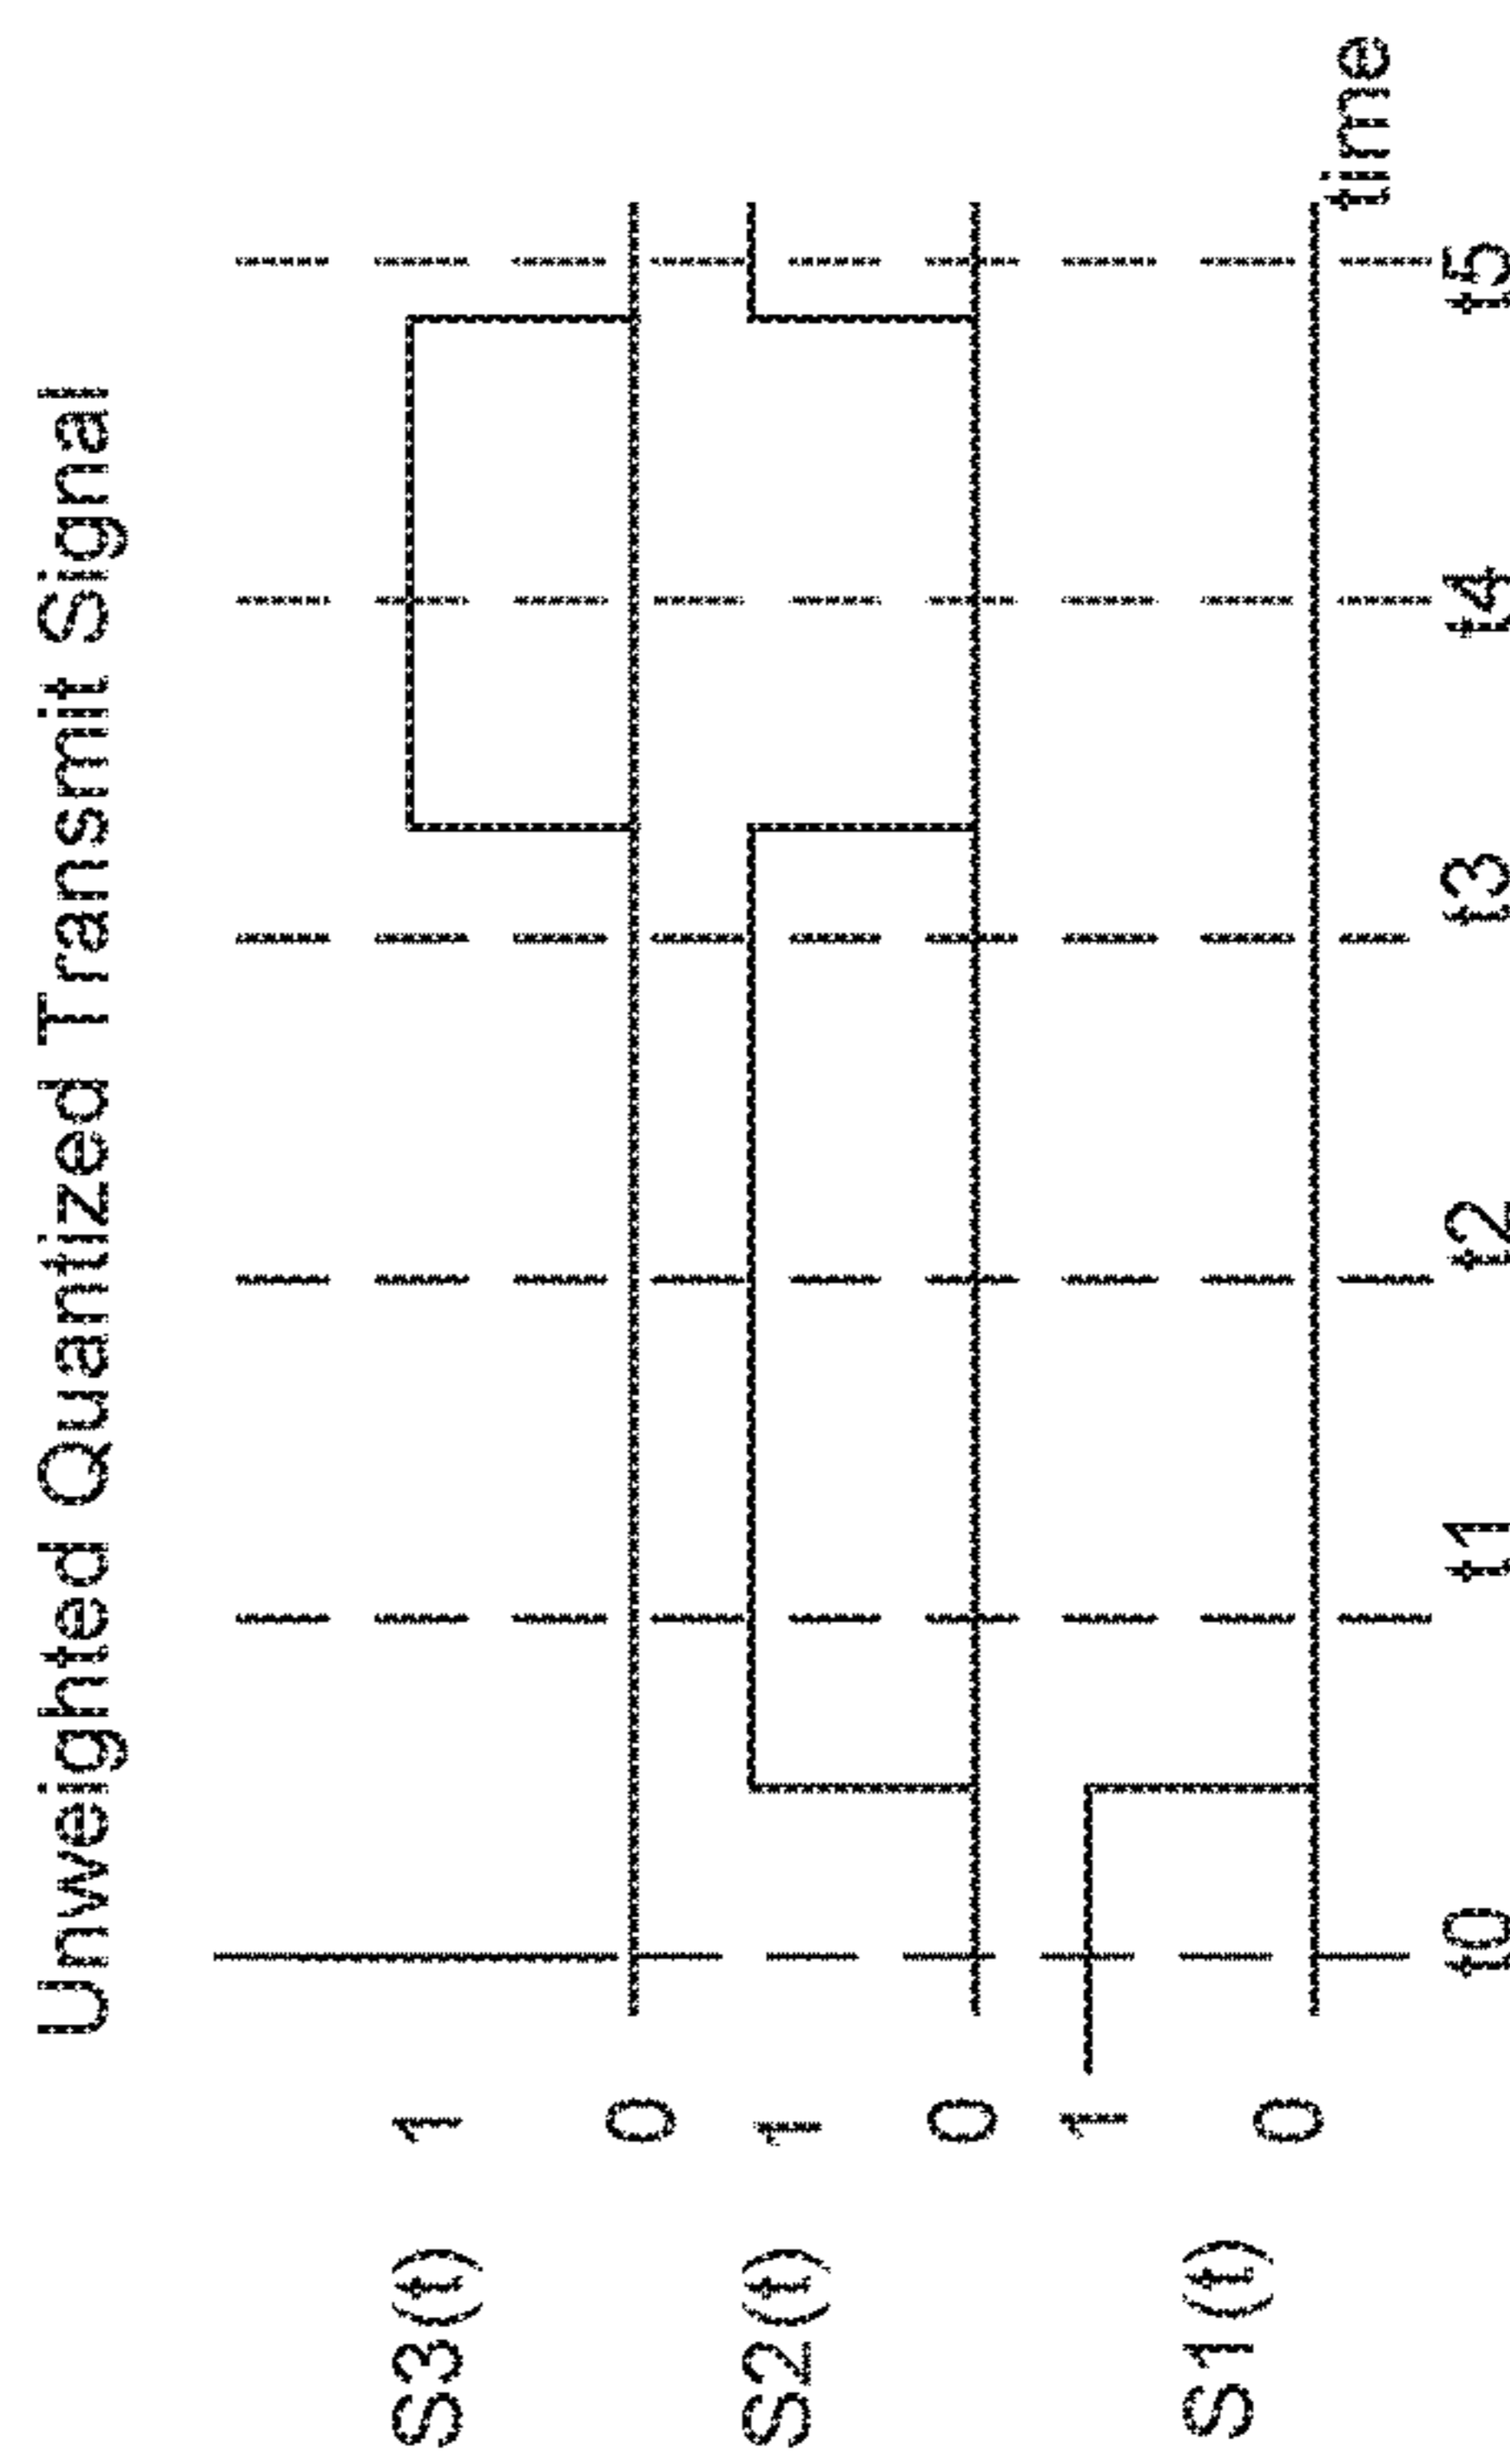 Unweighted Quantized Transmit Signal
S3(t)
1
0
S2(t)
1
0
S1(t)
1
0
time
t0 t1 t2 t3 t4 t5